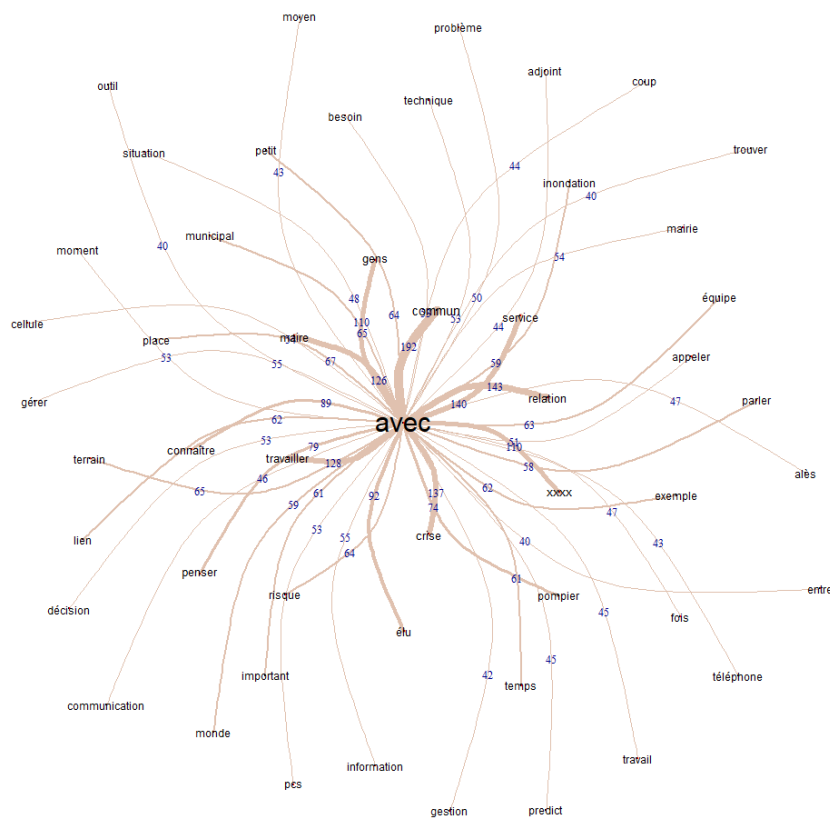 moyen
problème
adjoint
coup
outil
technique
besoin
situation
petit
trouver
44
43
inondation
40
municipal
mairie
40
moment
gens
54
48
50
équipe
cellule
64
commun
53
service
110
65
44
place
maire
192
appeler
53
55
67
59
126
143
relation
47
parler
gérer
89
140
avec
62
63
connaître
53
79
51
110
terrain
travailler
128
58
alès
46
65
62
xxxx
exemple
61
92
137
59
74
47
lien
53
55
crise
40
43
64
penser
61
pompier
entre
décision
risque
45
fois
élu
45
important
42
temps
téléphone
communication
monde
information
travail
pcs
gestion
predict